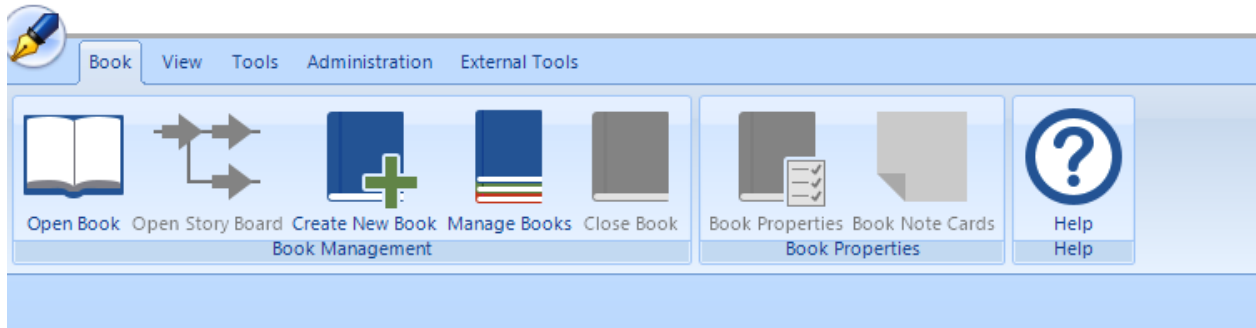 Book View Tools Administration External Tools
Open Book Open Story Board Create New Book Manage Books Close Book Book Properties Book Note Cards Help
Book Management Book Properties Help